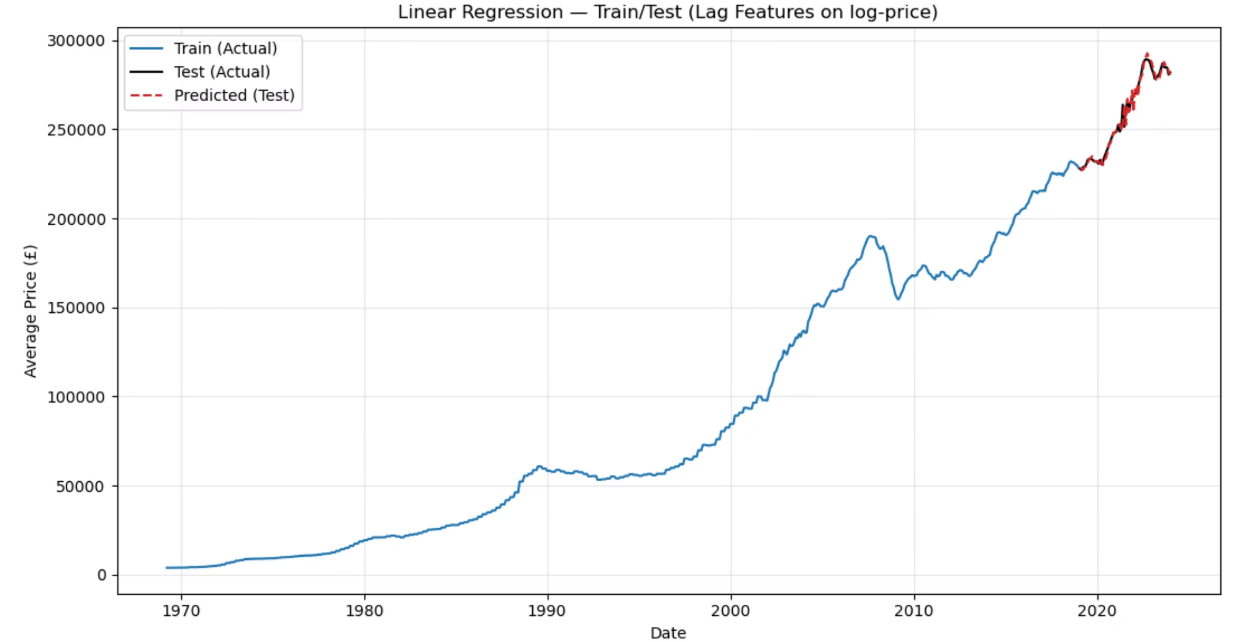 Linear Regression — Train/Test (Lag Features on log-price)
Train (Actual)
Test (Actual)
Predicted (Test)
Average Price (£)
300000
250000
200000
150000
100000
50000
0
1970 1980 1990 2000 2010 2020
Date